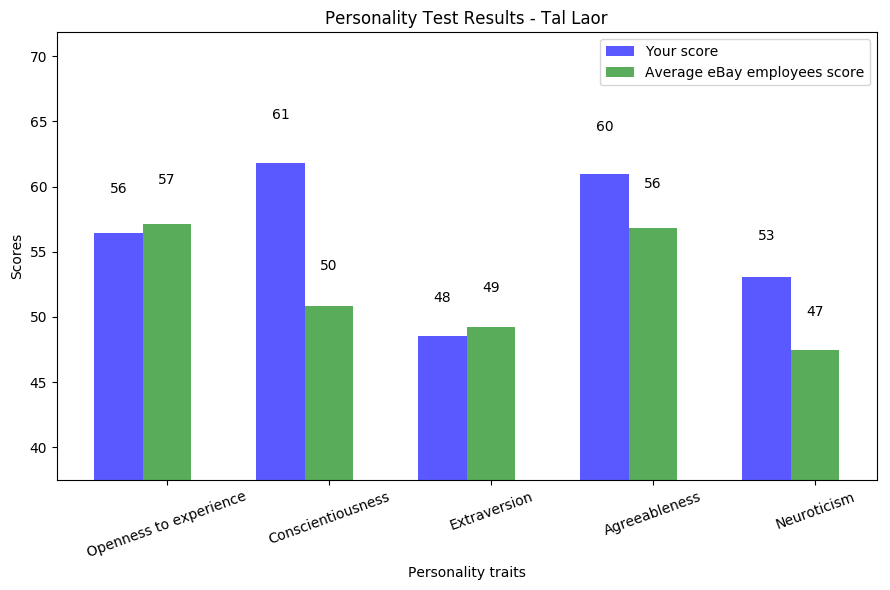 Personality Test Results - Tal Laor
Your score
Average eBay employees score
Scores
70
65
60
55
50
45
40
56
57
61
50
48
49
60
56
53
47
Openness to experience
Conscientiousness
Extraversion
Agreeableness
Neuroticism
Personality traits